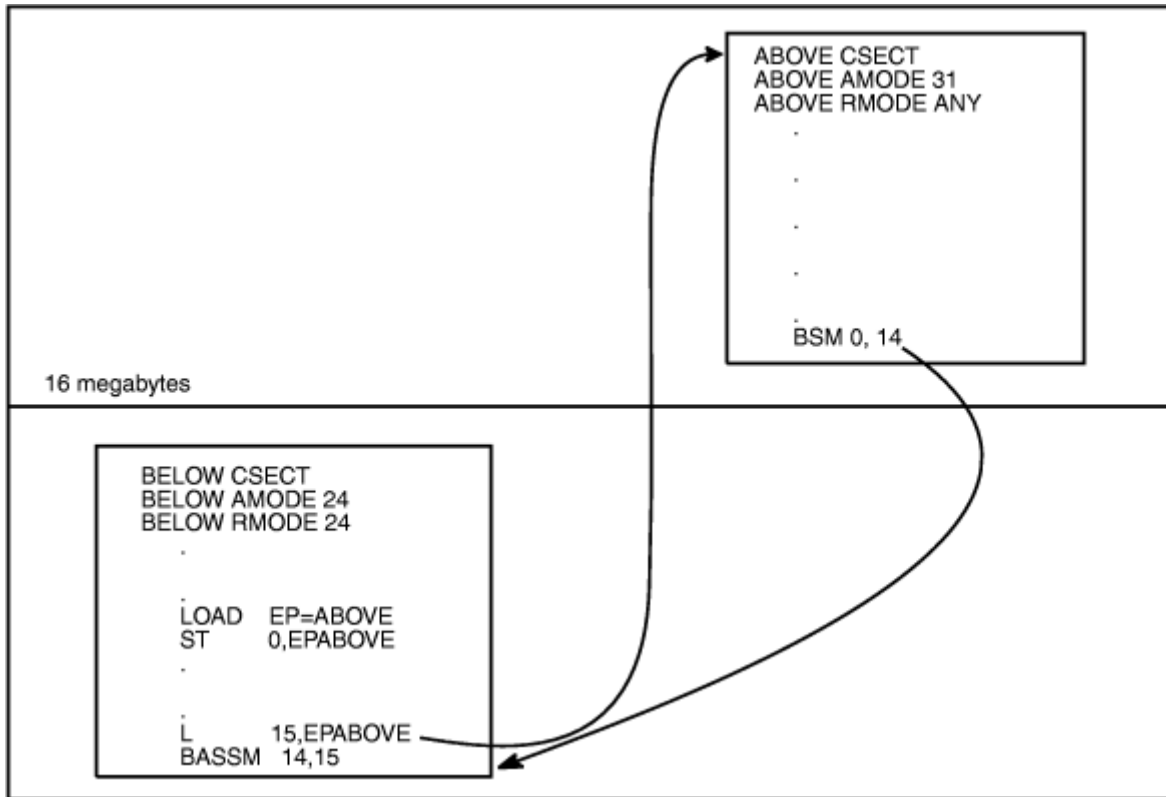 ABOVE CSECT
ABOVE AMODE 31
ABOVE RMODE ANY
.
.
.
.
.
BSM 0, 14
16 megabytes
BELOW CSECT
BELOW AMODE 24
BELOW RMODE 24
.
.
LOAD EP=ABOVE
ST 0,EPABOVE
.
.
L 15,EPABOVE
BASSM 14,15